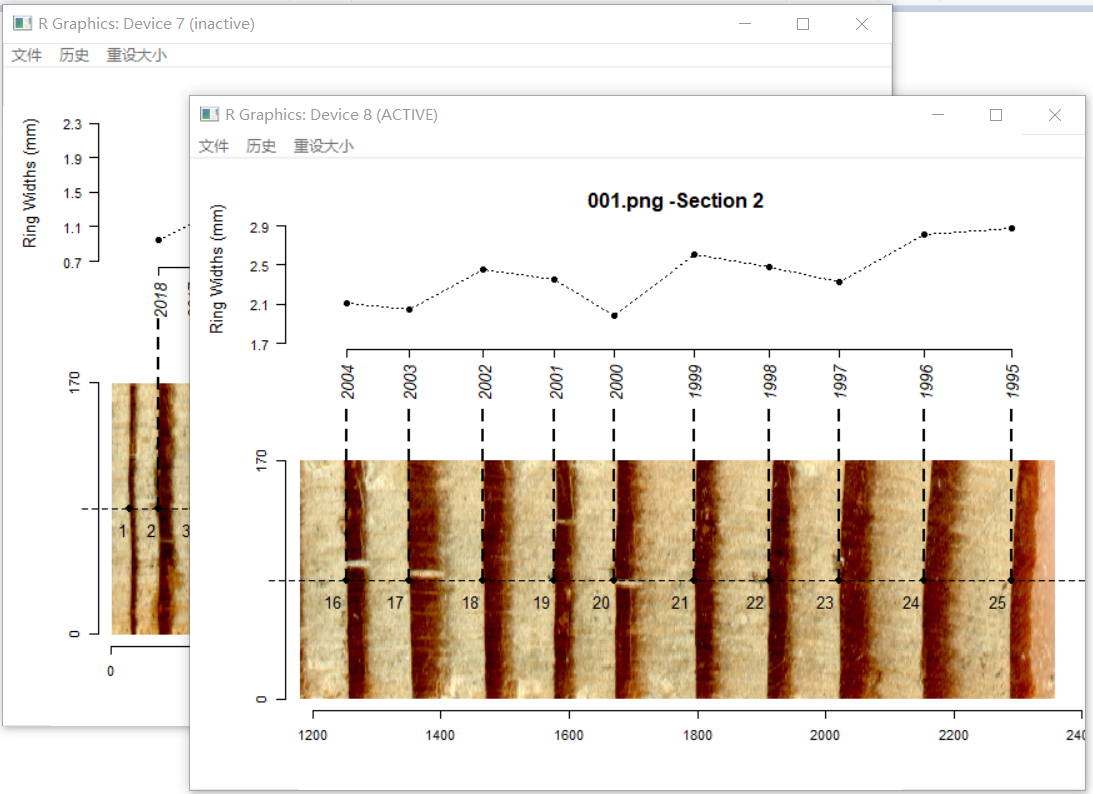 R Graphics: Device 7 (inactive)
文件 历史 重设大小
Ring Widths (mm)
2.3
1.9
1.5
1.1
0.7
2018
170
0
1 2 3
0
R Graphics: Device 8 (ACTIVE)
文件 历史 重设大小
001.png -Section 2
Ring Widths (mm)
2.9
2.5
2.1
1.7
2004 2003 2002 2001 2000 1999 1998 1997 1996 1995
170
0
16 17 18 19 20 21 22 23 24 25
1200 1400 1600 1800 2000 2200